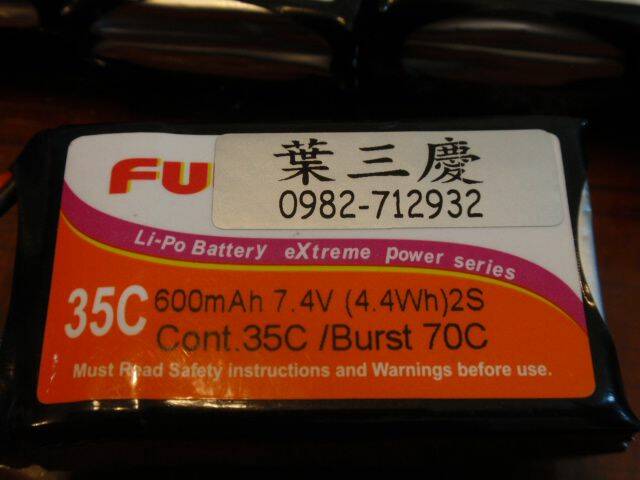 FU
葉三慶
0982-712932
Li-Po Battery eXtreme power series
35C 600mAh 7.4V (4.4Wh)2S
Cont.35C /Burst 70C
Must Read Safety instructions and Warnings before use.